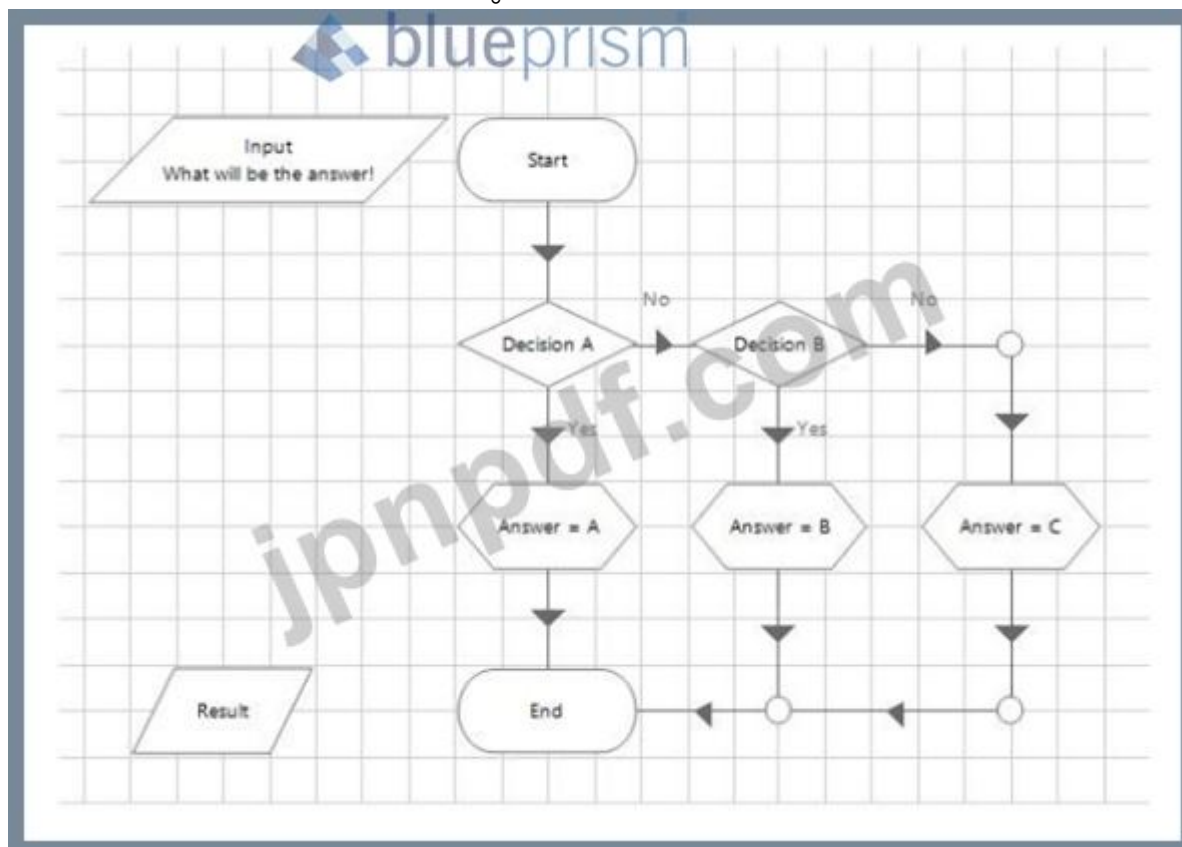 blueprism
Input
What will be the answer!
Start
No
No
Decision A
Decision B
Yes
Yes
Answer = A
Answer = B
Answer = C
Result
End
jpnpdf.com